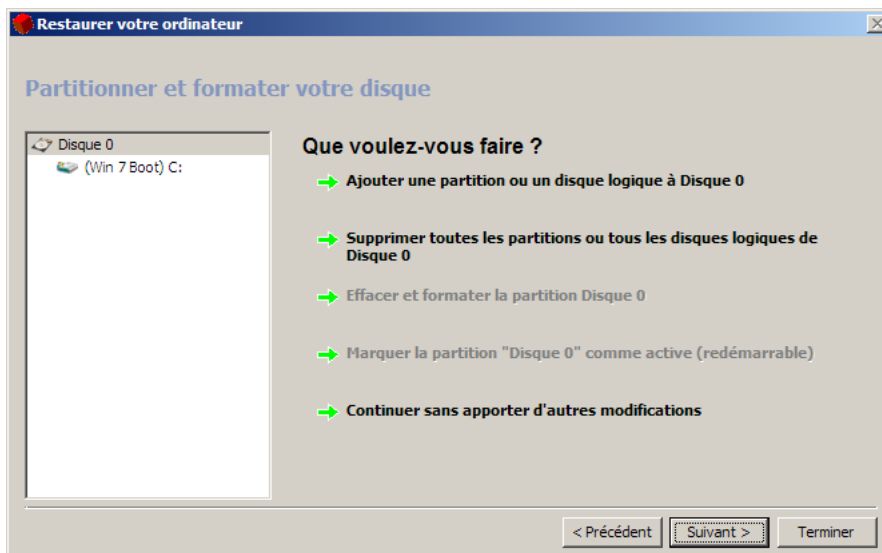 Restaurer votre ordinateur
Partitionner et formater votre disque
Disque 0
(Win 7 Boot) C:
Que voulez-vous faire ?
Ajouter une partition ou un disque logique à Disque 0
Supprimer toutes les partitions ou tous les disques logiques de
Disque 0
Effacer et formater la partition Disque 0
Marquer la partition "Disque 0" comme active (redémarrable)
Continuer sans apporter d'autres modifications
< Précédent
Suivant >
Terminer